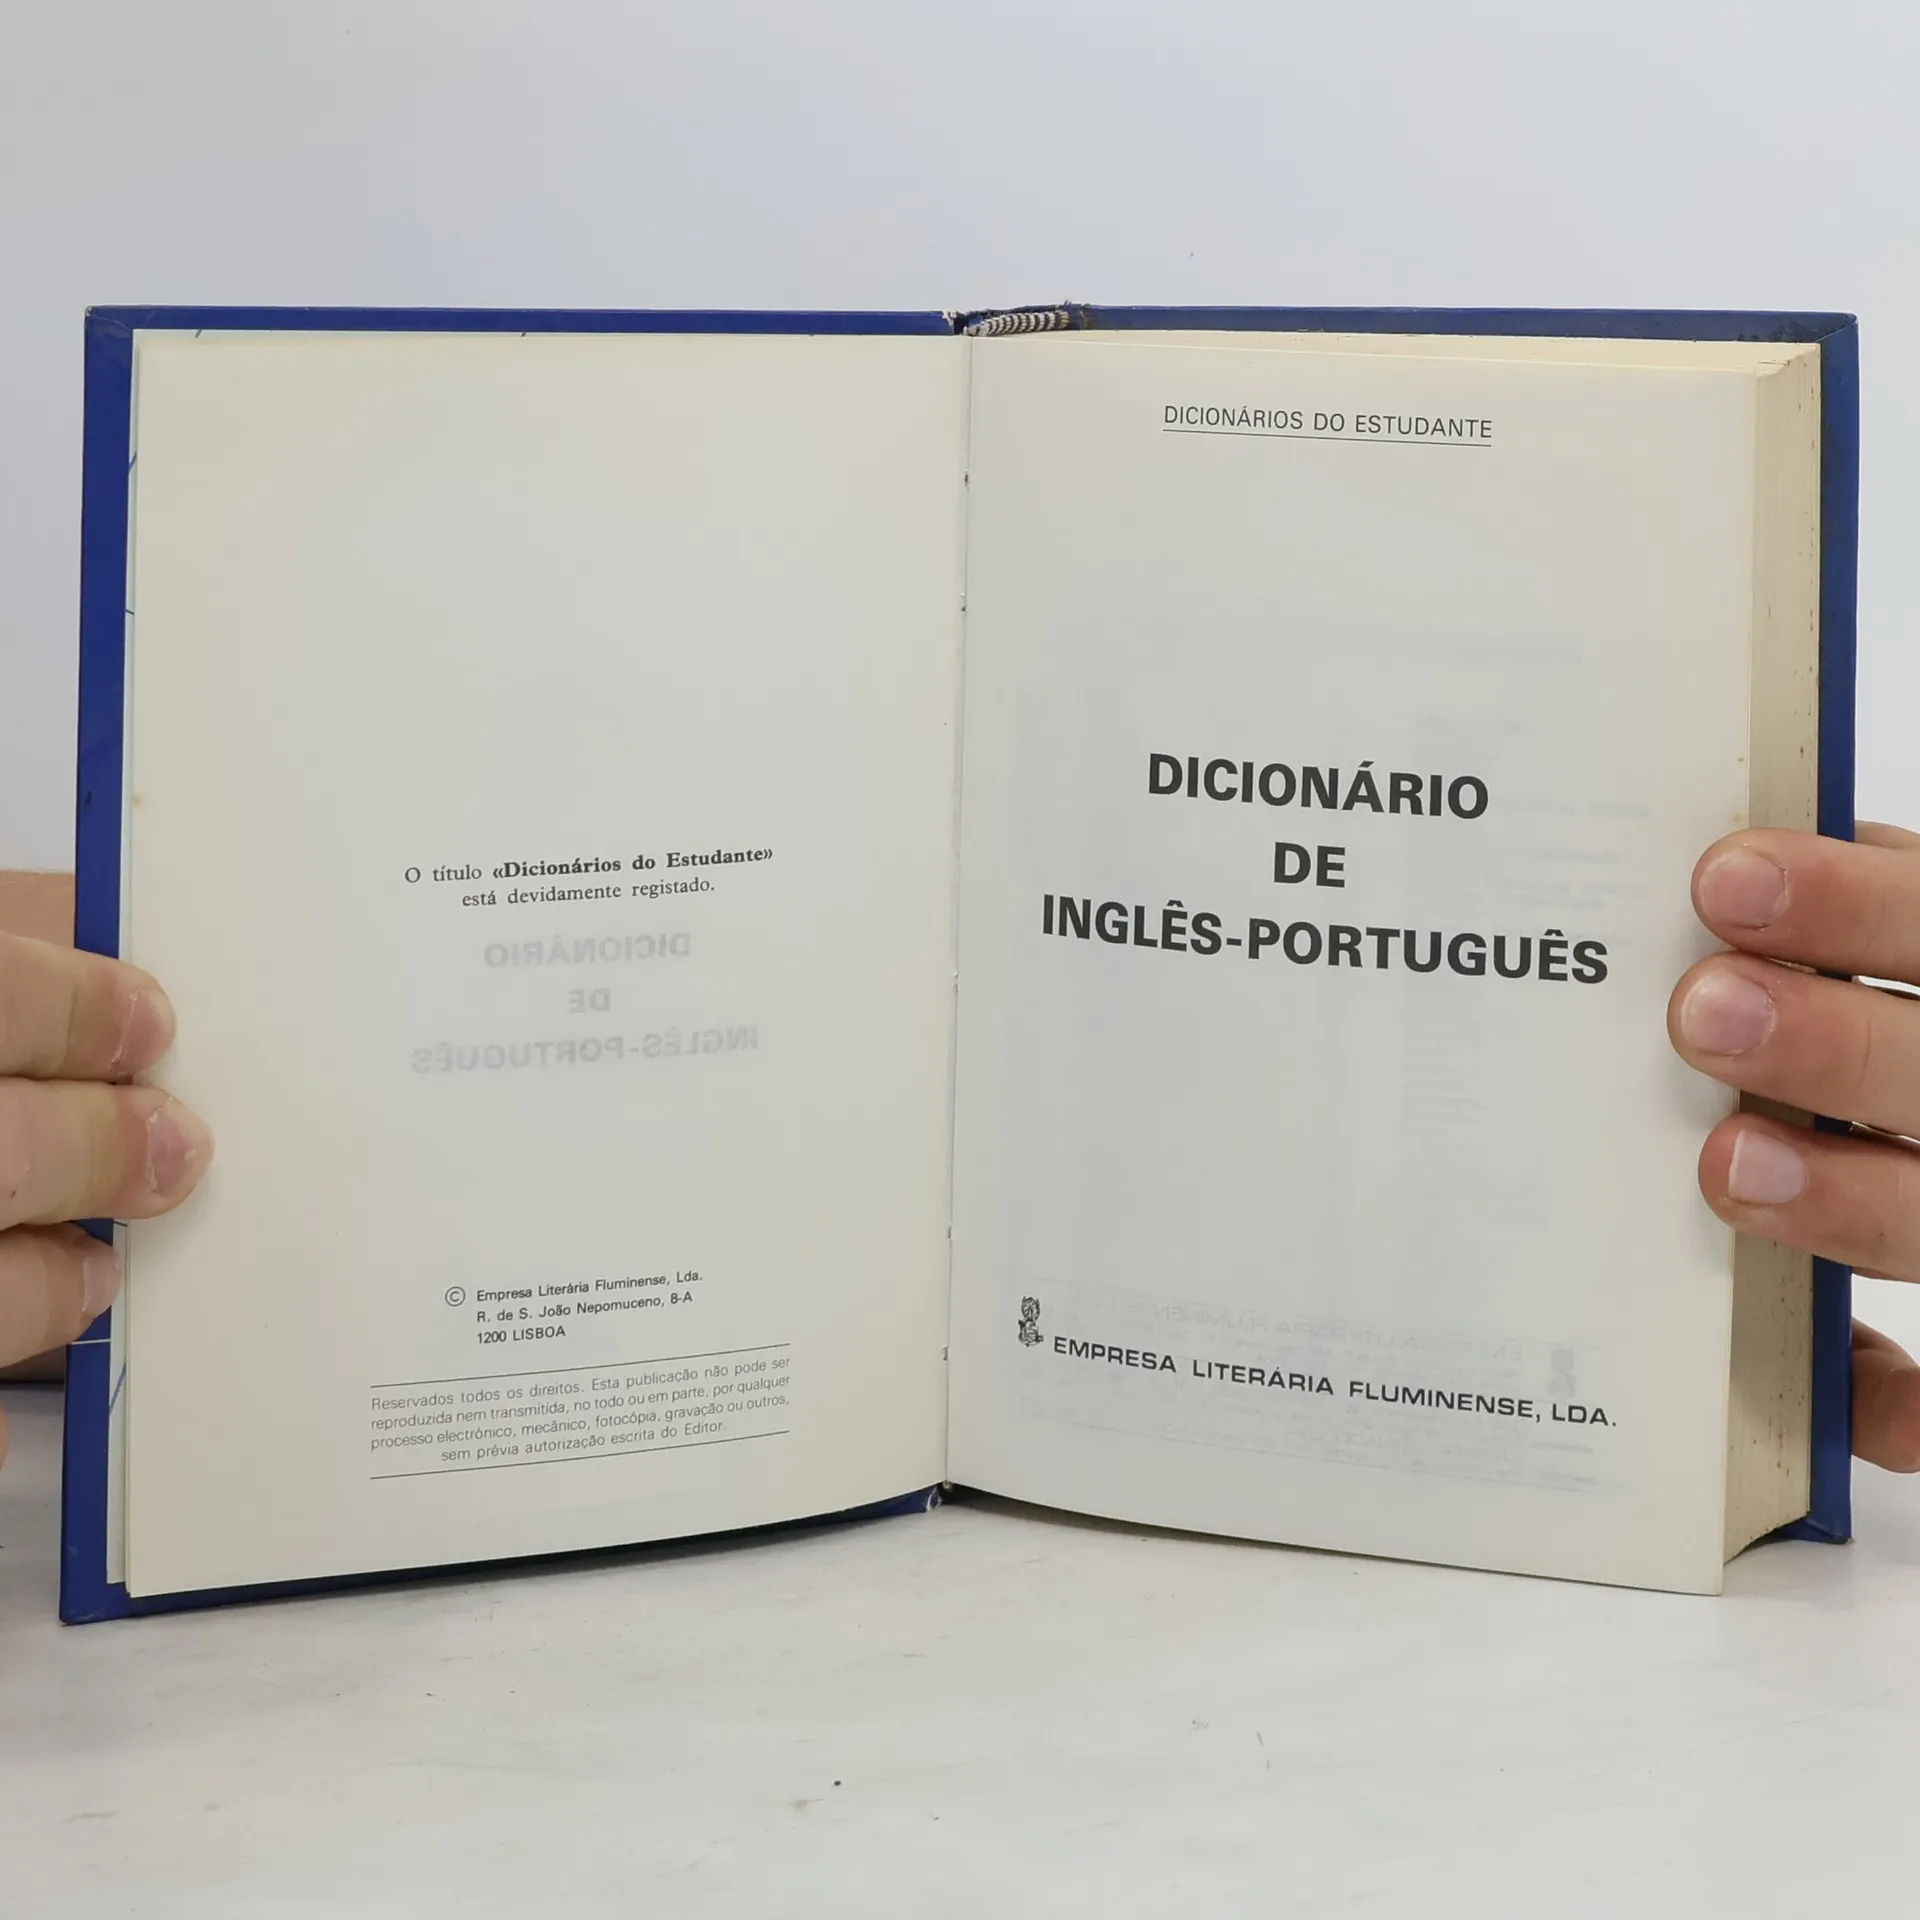 O título «Dicionários do Estudante»
está devidamente registado.
© Empresa Literária Fluminense, Lda.
R. de S. João Nepomuceno, 8-A
1200 LISBOA
Reservados todos os direitos. Esta publicação não pode ser
reproduzida nem transmitida, no todo ou em parte, por qualquer
processo electrónico, mecânico, fotocópia, gravação ou outros,
sem prévia autorização escrita do Editor.
DICIONÁRIOS DO ESTUDANTE
DICIONÁRIO
DE
INGLÊS-PORTUGUÊS
EMPRESA LITERÁRIA FLUMINENSE, LDA.